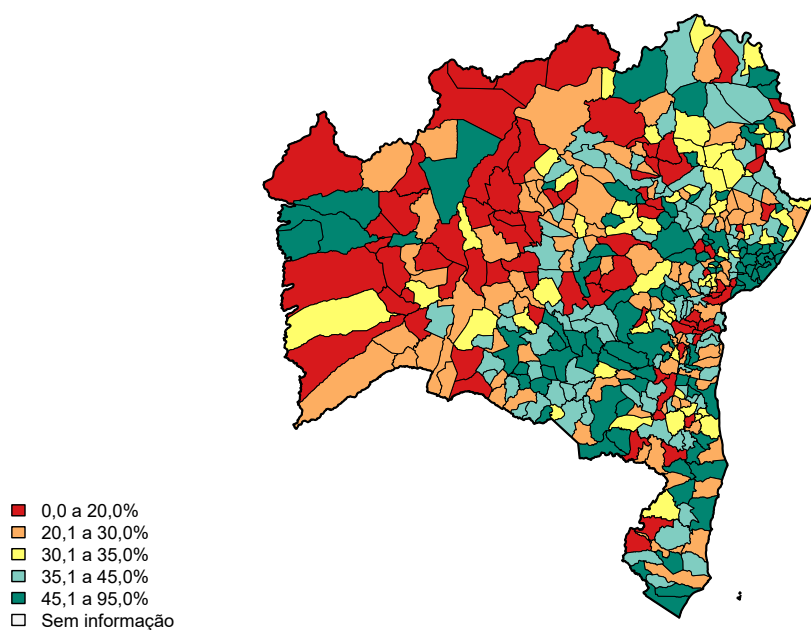 0,0 a 20,0%
20,1 a 30,0%
30,1 a 35,0%
35,1 a 45,0%
45,1 a 95,0%
Sem informação